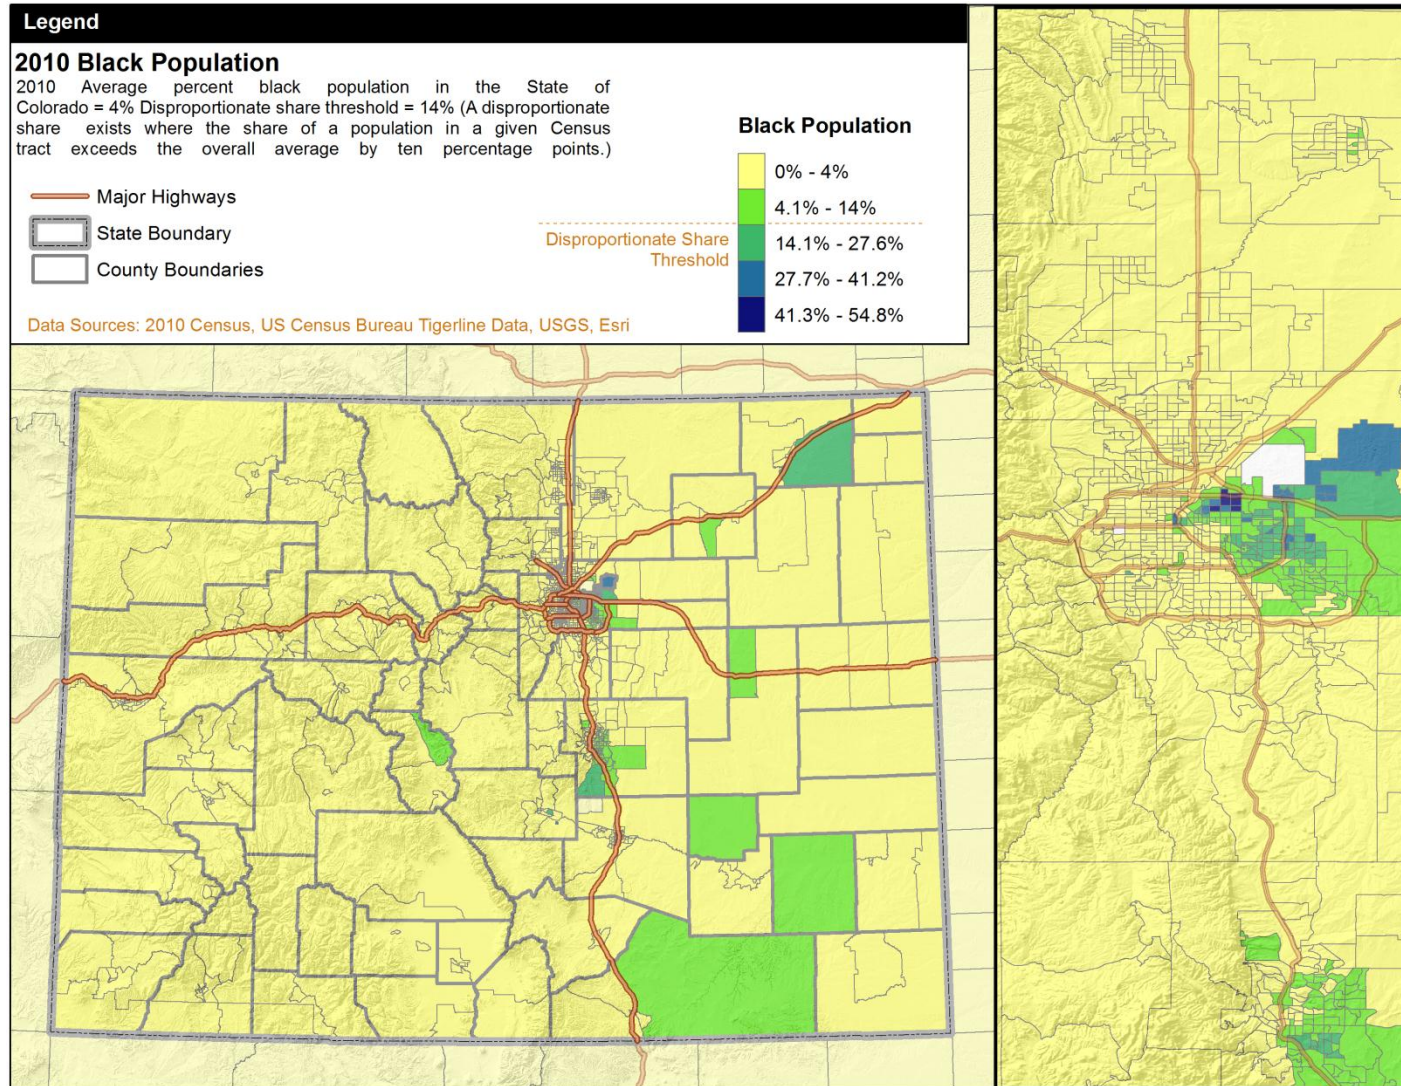 Legend
2010 Black Population
2010 Average percent black population in the State of
Colorado = 4% Disproportionate share threshold = 14% (A disproportionate
share exists where the share of a population in a given Census
tract exceeds the overall average by ten percentage points.)
Major Highways
State Boundary
County Boundaries
Data Sources: 2010 Census, US Census Bureau Tigerline Data, USGS, Esri
Black Population
0% - 4%
4.1% - 14%
Disproportionate Share
Threshold
14.1% - 27.6%
27.7% - 41.2%
41.3% - 54.8%